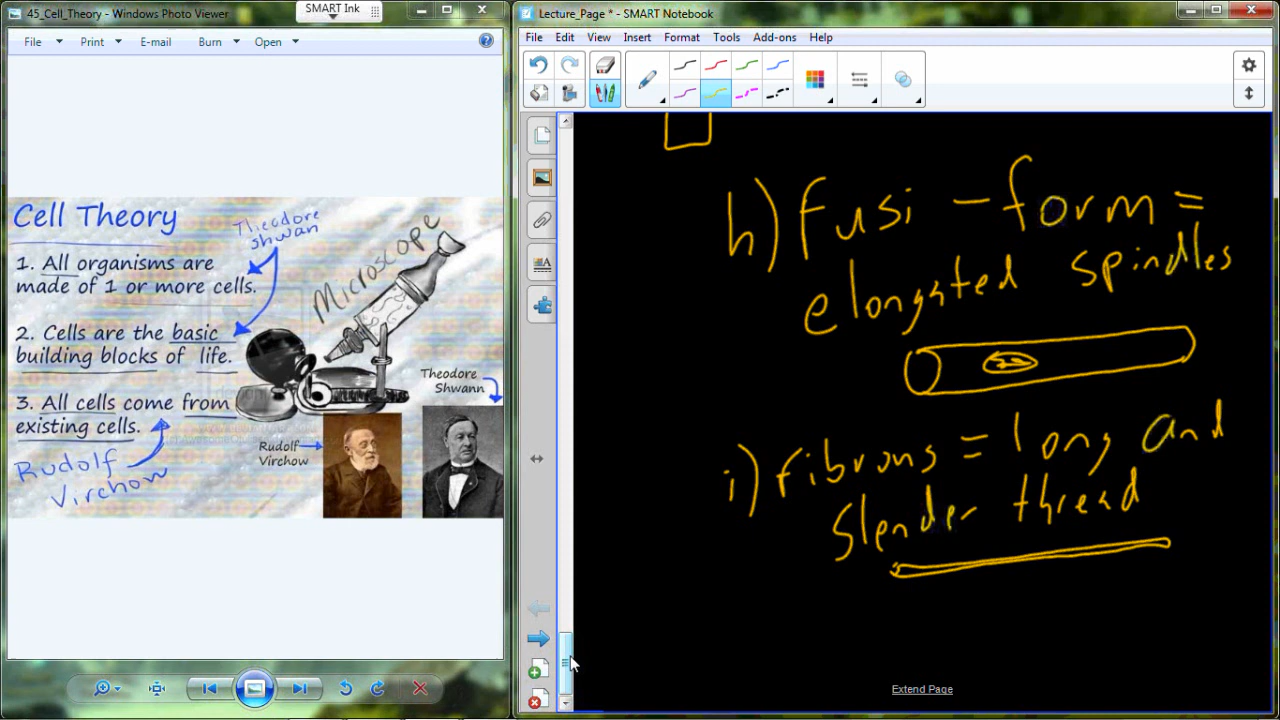 45_Cell_Theory - Windows Photo Viewer
SMART Ink
File Print E-mail Burn Open
Cell Theory
Theodore
shwan
1. All organisms are
made of 1 or more cells.
Microscope
2. Cells are the basic
building blocks of life.
Theodore
Shwann
3. All cells come from
existing cells.
Rudolf
Virchow
Rudolf
Virchow
Lecture_Page * - SMART Notebook
File Edit View Insert Format Tools Add-ons Help
h) Fusi - form =
elongated spindles
i) fibrous = long and
slender thread
Extend Page